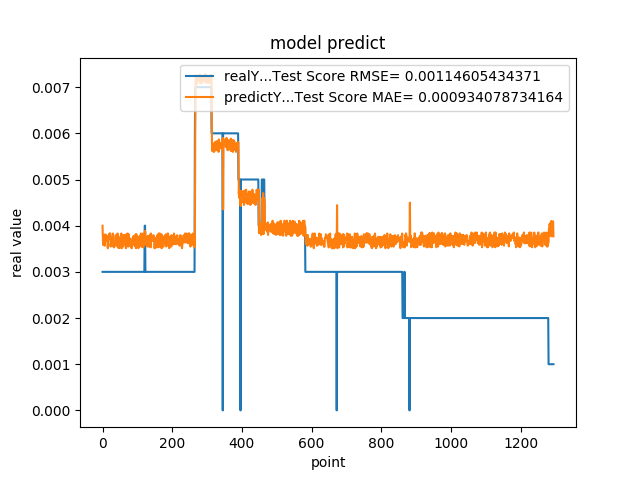 model predict
realY...Test Score RMSE= 0.00114605434371
predictY...Test Score MAE= 0.000934078734164
0.007
0.006
0.005
0.004
0.003
0.002
0.001
0.000
real value
0 200 400 600 800 1000 1200
point